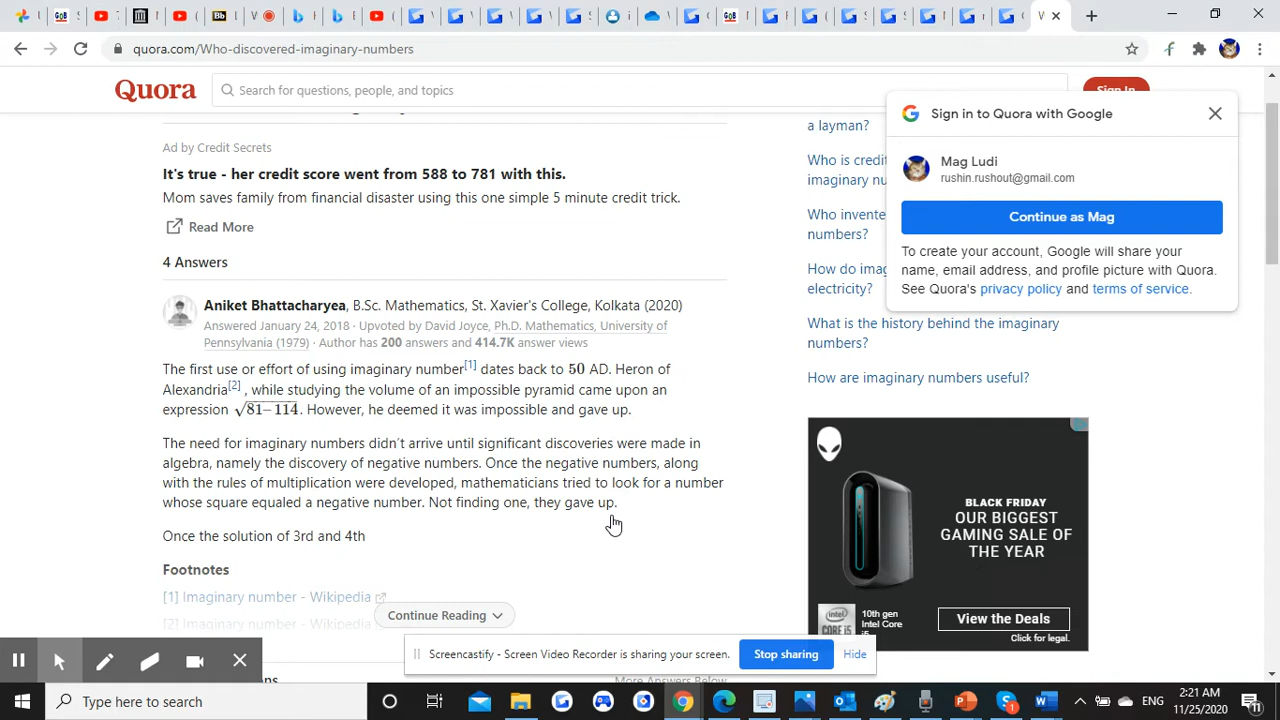 quora.com/Who-discovered-imaginary-numbers
Quora
Search for questions, people, and topics
Sign In
Ad by Credit Secrets
It's true - her credit score went from 588 to 781 with this.
Mom saves family from financial disaster using this one simple 5 minute credit trick.
Read More
4 Answers
Aniket Bhattacharyea, B.Sc. Mathematics, St. Xavier's College, Kolkata (2020)
Answered January 24, 2018 · Upvoted by David Joyce, Ph.D. Mathematics, University of
Pennsylvania (1979) · Author has 200 answers and 414.7K answer views
The first use or effort of using imaginary number[1] dates back to 50 AD. Heron of
Alexandria[2] , while studying the volume of an impossible pyramid came upon an
expression √81–114. However, he deemed it was impossible and gave up.
The need for imaginary numbers didn't arrive until significant discoveries were made in
algebra, namely the discovery of negative numbers. Once the negative numbers, along
with the rules of multiplication were developed, mathematicians tried to look for a number
whose square equaled a negative number. Not finding one, they gave up.
Once the solution of 3rd and 4th
Footnotes
[1] Imaginary number - Wikipedia
[2] Imaginary number - Wikipedia
Continue Reading
More Answers Below
a layman?
Who is credit
imaginary nu
Who invente
numbers?
How do imag
electricity?
What is the history behind the imaginary
numbers?
How are imaginary numbers useful?
Sign in to Quora with Google
Mag Ludi
rushin.rushout@gmail.com
Continue as Mag
To create your account, Google will share your
name, email address, and profile picture with Quora.
See Quora's privacy policy and terms of service.
BLACK FRIDAY
OUR BIGGEST
GAMING SALE OF
THE YEAR
intel
CORE i5
10th gen
Intel Core
i5
View the Deals
Click for legal.
Screencastify - Screen Video Recorder is sharing your screen.
Stop sharing
Hide
Type here to search
ENG
2:21 AM
11/25/2020